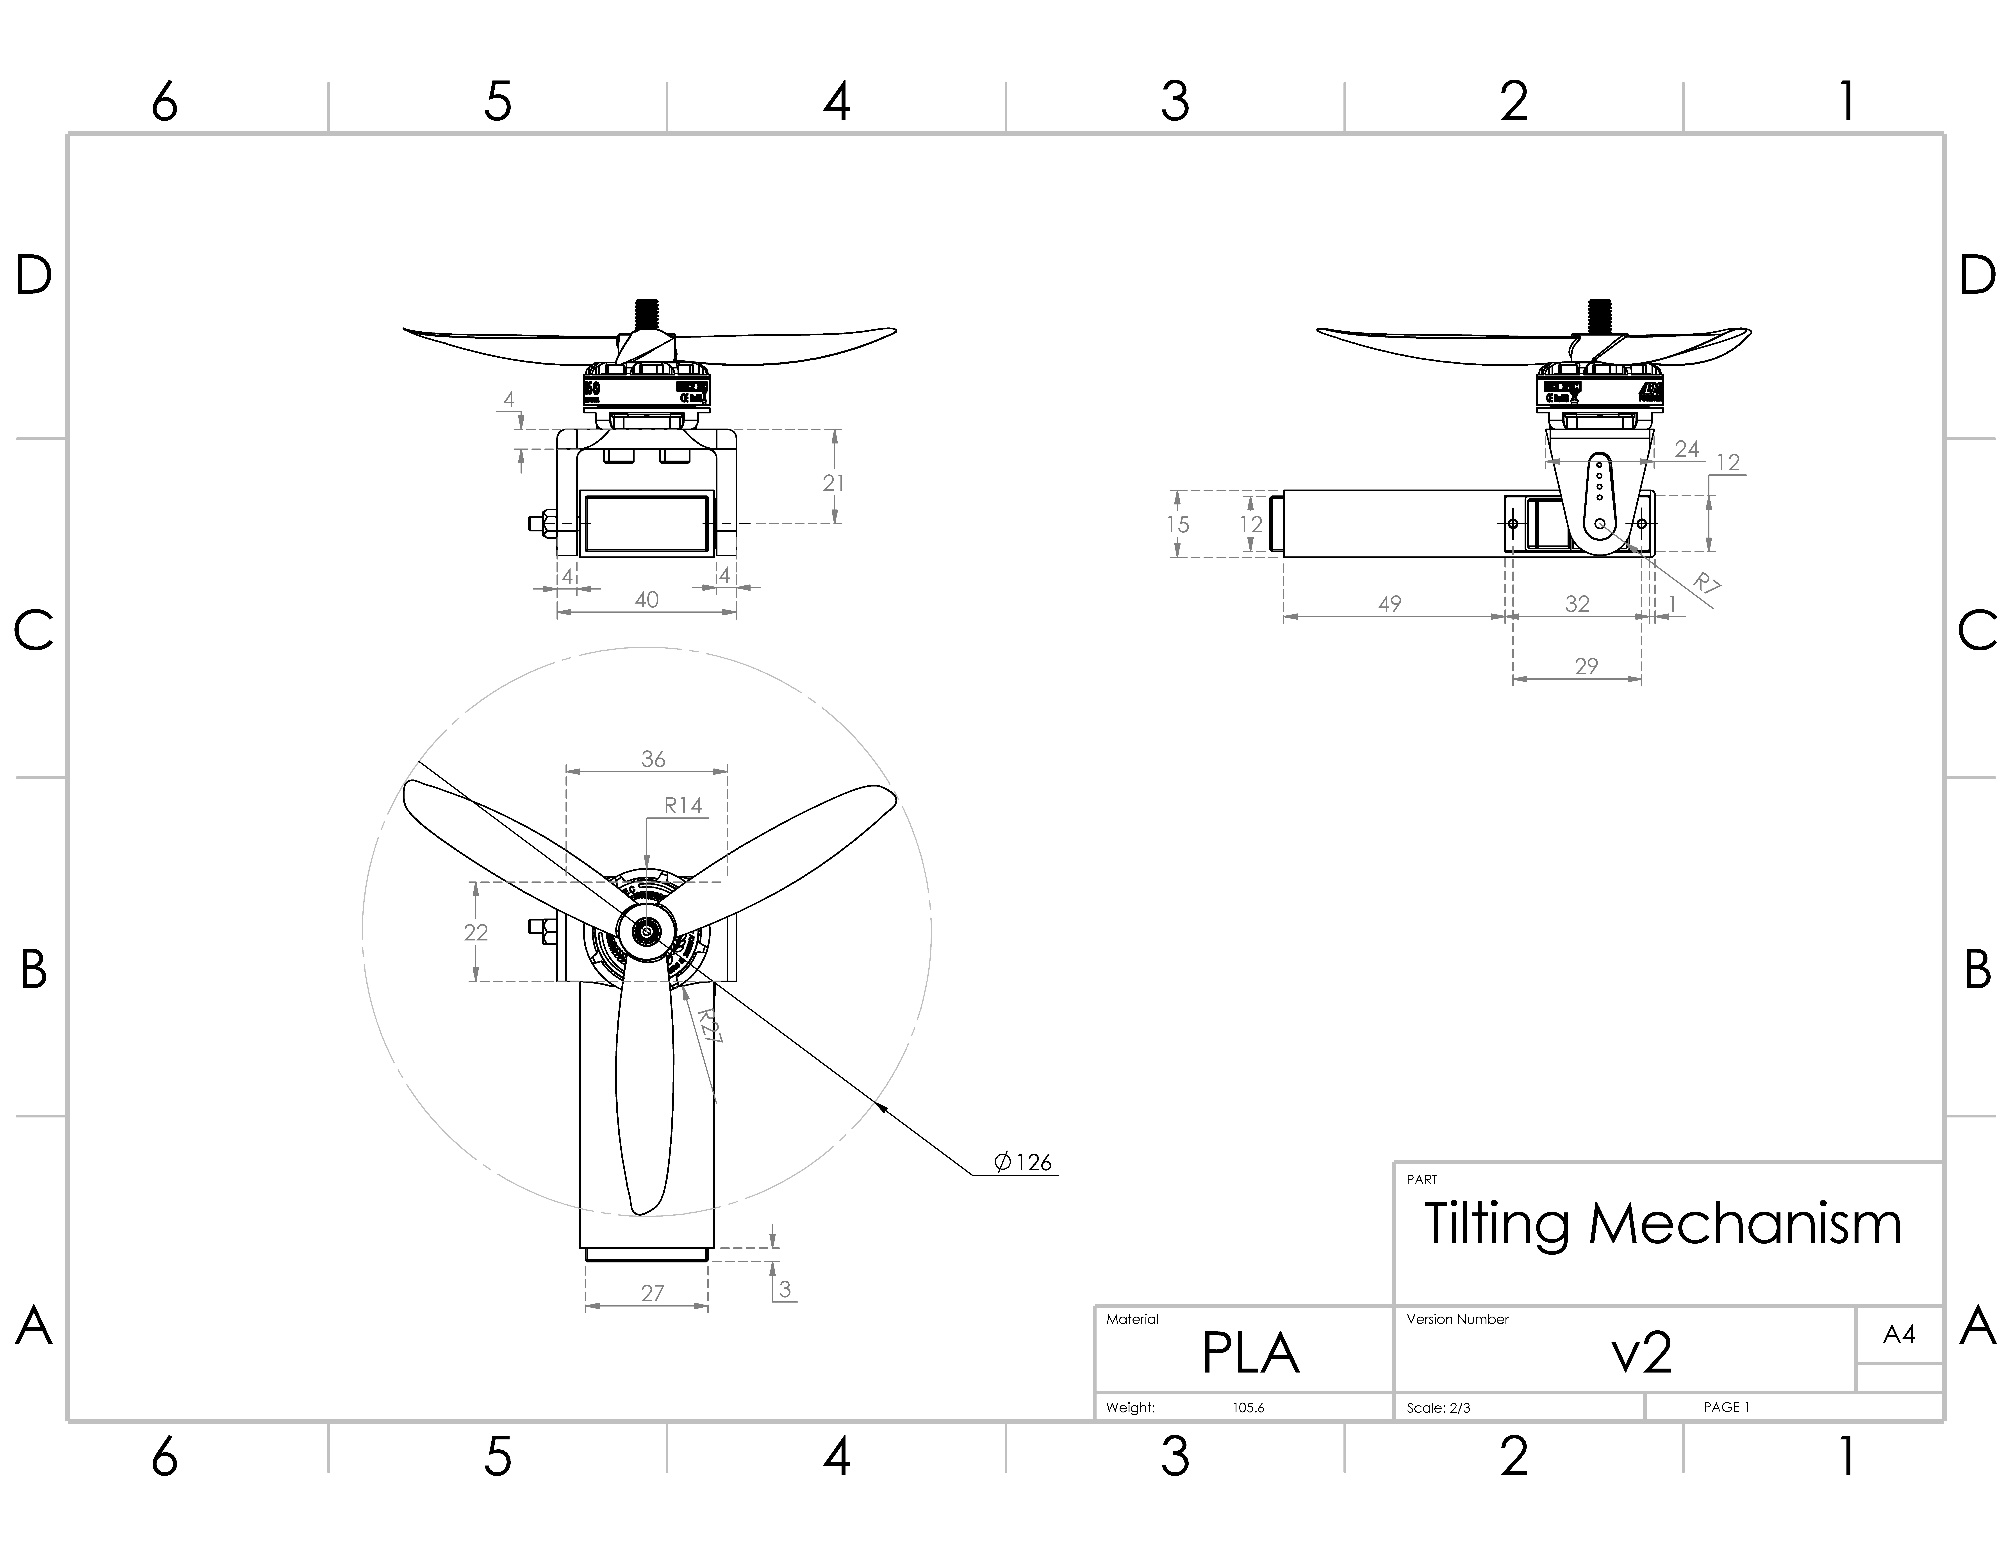 6 5 4 3 2 1
D D
4
21
4 4
40
24
12
15 12
R7
49 32 1
29
C C
36
R14
22
R27
B B
Ø126
3
27
PART
Tilting Mechanism
A A
Material
PLA
Version Number
v2
A4
Weight: 105.6
Scale: 2/3
PAGE 1
6 5 4 3 2 1